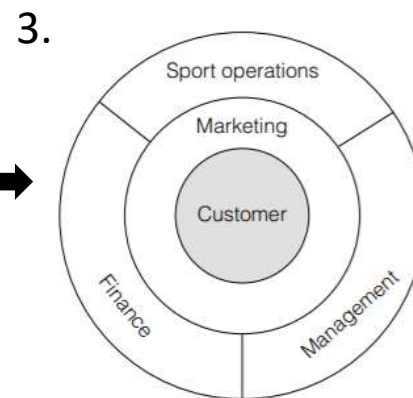 3.
Sport operations
Marketing
Customer
Finance
Management